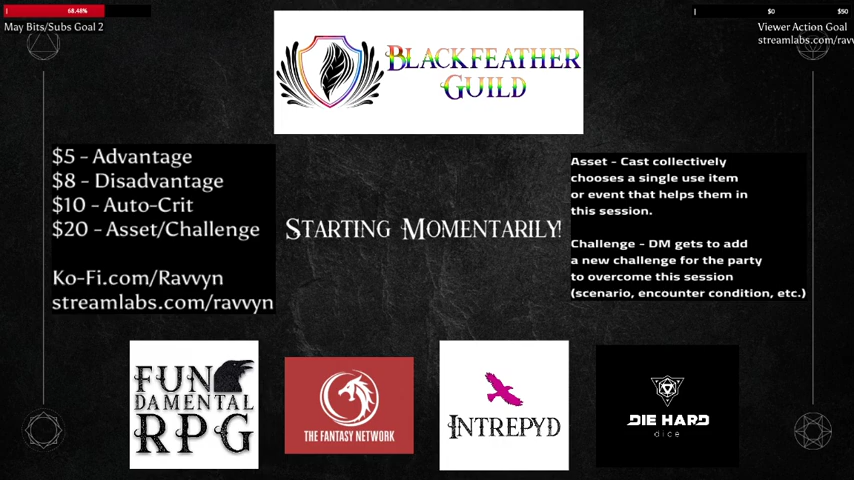 68.48%
May Bits/Subs Goal 2
$0
$50
Viewer Action Goal
streamlabs.com/ravv
BLACKFEATHER
GUILD
$5 - Advantage
$8 - Disadvantage
$10 - Auto-Crit
$20 - Asset/Challenge
Ko-Fi.com/Ravvyn
streamlabs.com/ravvyn
STARTING MOMENTARILY!
Asset - Cast collectively
chooses a single use item
or event that helps them in
this session.
Challenge - DM gets to add
a new challenge for the party
to overcome this session
(scenario, encounter condition, etc.)
FUN
DAMENTAL
RPG
THE FANTASY NETWORK
INTREPYD
DIE HARD
dice